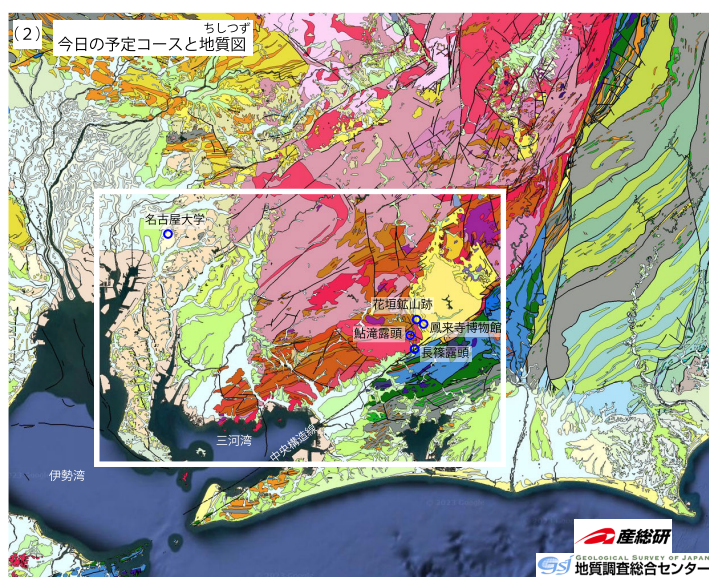 (2)
ちしつず
今日の予定コースと地質図
名古屋大学
花垣鉱山跡
鳳来寺博物館
鮎滝露頭
長篠露頭
三河湾
中央構造線
伊勢湾
産総研
GEOLOGICAL SURVEY OF JAPAN
GSJ 地質調査総合センター